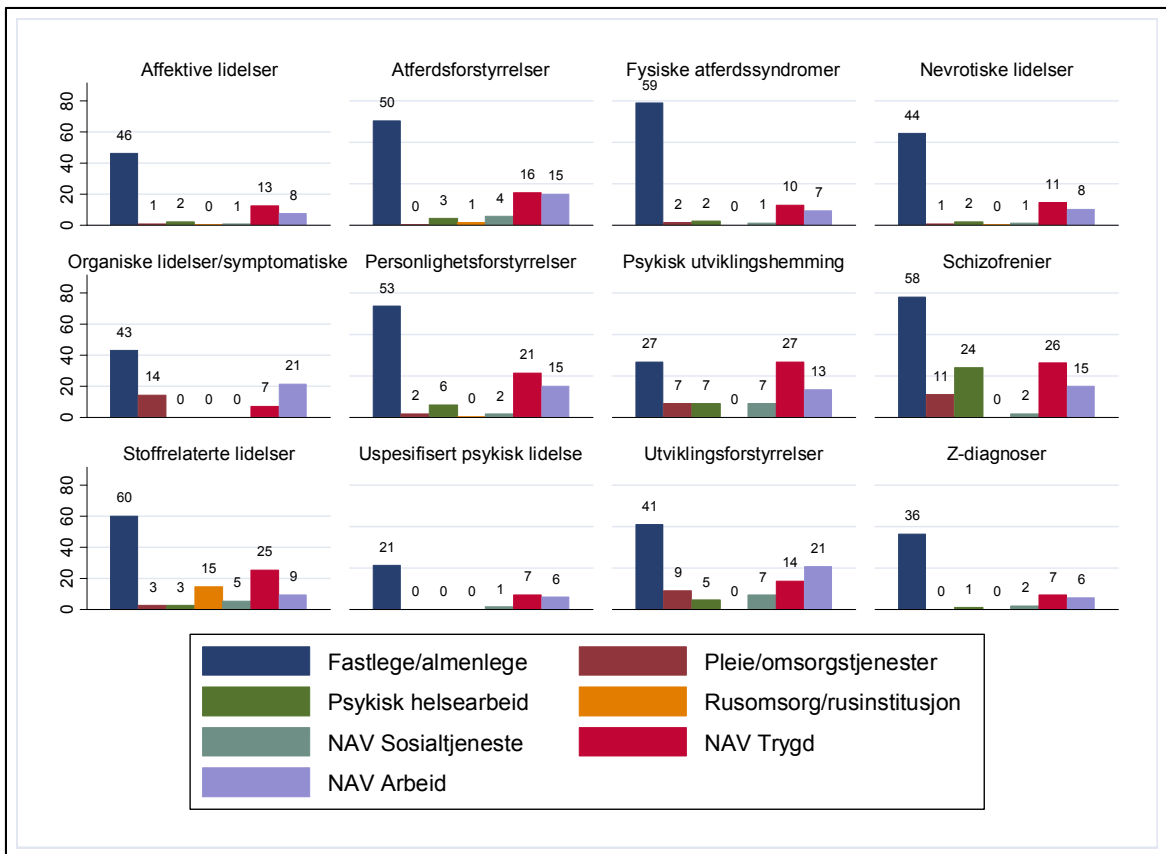 Affektive lidelser
Atferdsforstyrrelser
Fysiske atferdssyndromer
Nevrotiske lidelser
0 20 40 60 80
46 1 2 0 1 13 8
50 0 3 1 4 16 15
59 2 2 0 1 10 7
44 1 2 0 1 11 8
Organiske lidelser/symptomatiske
Personlighetsforstyrrelser
Psykisk utviklingshemming
Schizofrenier
0 20 40 60 80
43 14 0 0 0 7 21
53 2 6 0 2 21 15
27 7 7 0 7 27 13
58 11 24 0 2 26 15
Stoffrelaterte lidelser
Uspesifisert psykisk lidelse
Utviklingsforstyrrelser
Z-diagnoser
0 20 40 60 80
60 3 3 15 5 25 9
21 0 0 0 1 7 6
41 9 5 0 7 14 21
36 0 1 0 2 7 6
Fastlege/almenlege
Pleie/omsorgstjenester
Psykisk helsearbeid
Rusomsorg/rusinstitusjon
NAV Sosialtjeneste
NAV Trygd
NAV Arbeid